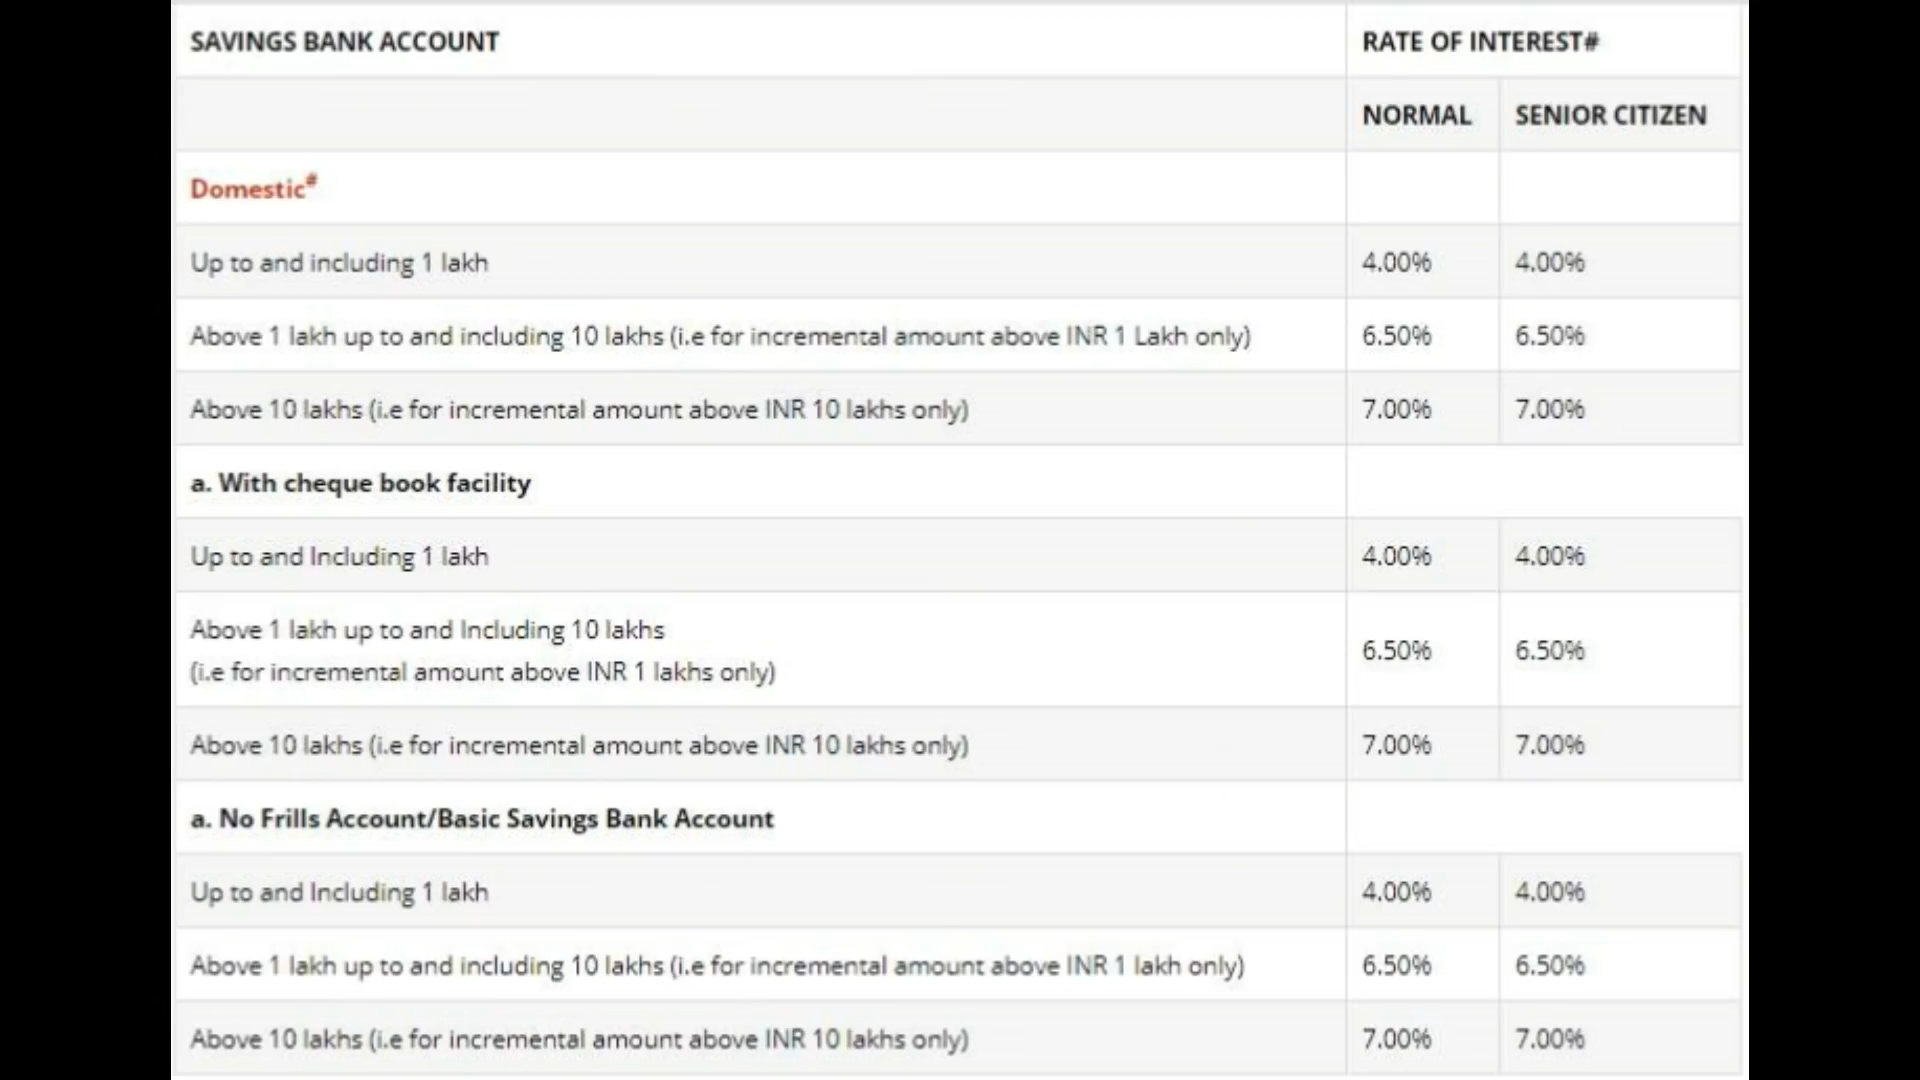 SAVINGS BANK ACCOUNT RATE OF INTEREST#
NORMAL SENIOR CITIZEN
Domestic#
Up to and including 1 lakh 4.00% 4.00%
Above 1 lakh up to and including 10 lakhs (i.e for incremental amount above INR 1 Lakh only) 6.50% 6.50%
Above 10 lakhs (i.e for incremental amount above INR 10 lakhs only) 7.00% 7.00%
a. With cheque book facility
Up to and Including 1 lakh 4.00% 4.00%
Above 1 lakh up to and Including 10 lakhs
(i.e for incremental amount above INR 1 lakhs only) 6.50% 6.50%
Above 10 lakhs (i.e for incremental amount above INR 10 lakhs only) 7.00% 7.00%
a. No Frills Account/Basic Savings Bank Account
Up to and Including 1 lakh 4.00% 4.00%
Above 1 lakh up to and including 10 lakhs (i.e for incremental amount above INR 1 lakh only) 6.50% 6.50%
Above 10 lakhs (i.e for incremental amount above INR 10 lakhs only) 7.00% 7.00%